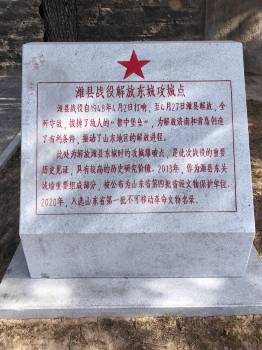 潍县战役解放东城攻城点
潍县战役自1948年4月2日打响，至4月27日潍县解放，全
歼守敌，拔掉了敌人的“鲁中堡垒”，为解放济南和青岛创造
了有利条件，推动了山东地区的解放进程。
此处为解放潍县东城时的攻城爆破点，是此次战役的重要
历史见证，具有较高的历史研究价值。2013年，作为潍县东关
城墙重要组成部分，被公布为山东省第四批省级文物保护单位。
2020年，入选山东省第一批不可移动革命文物名录。